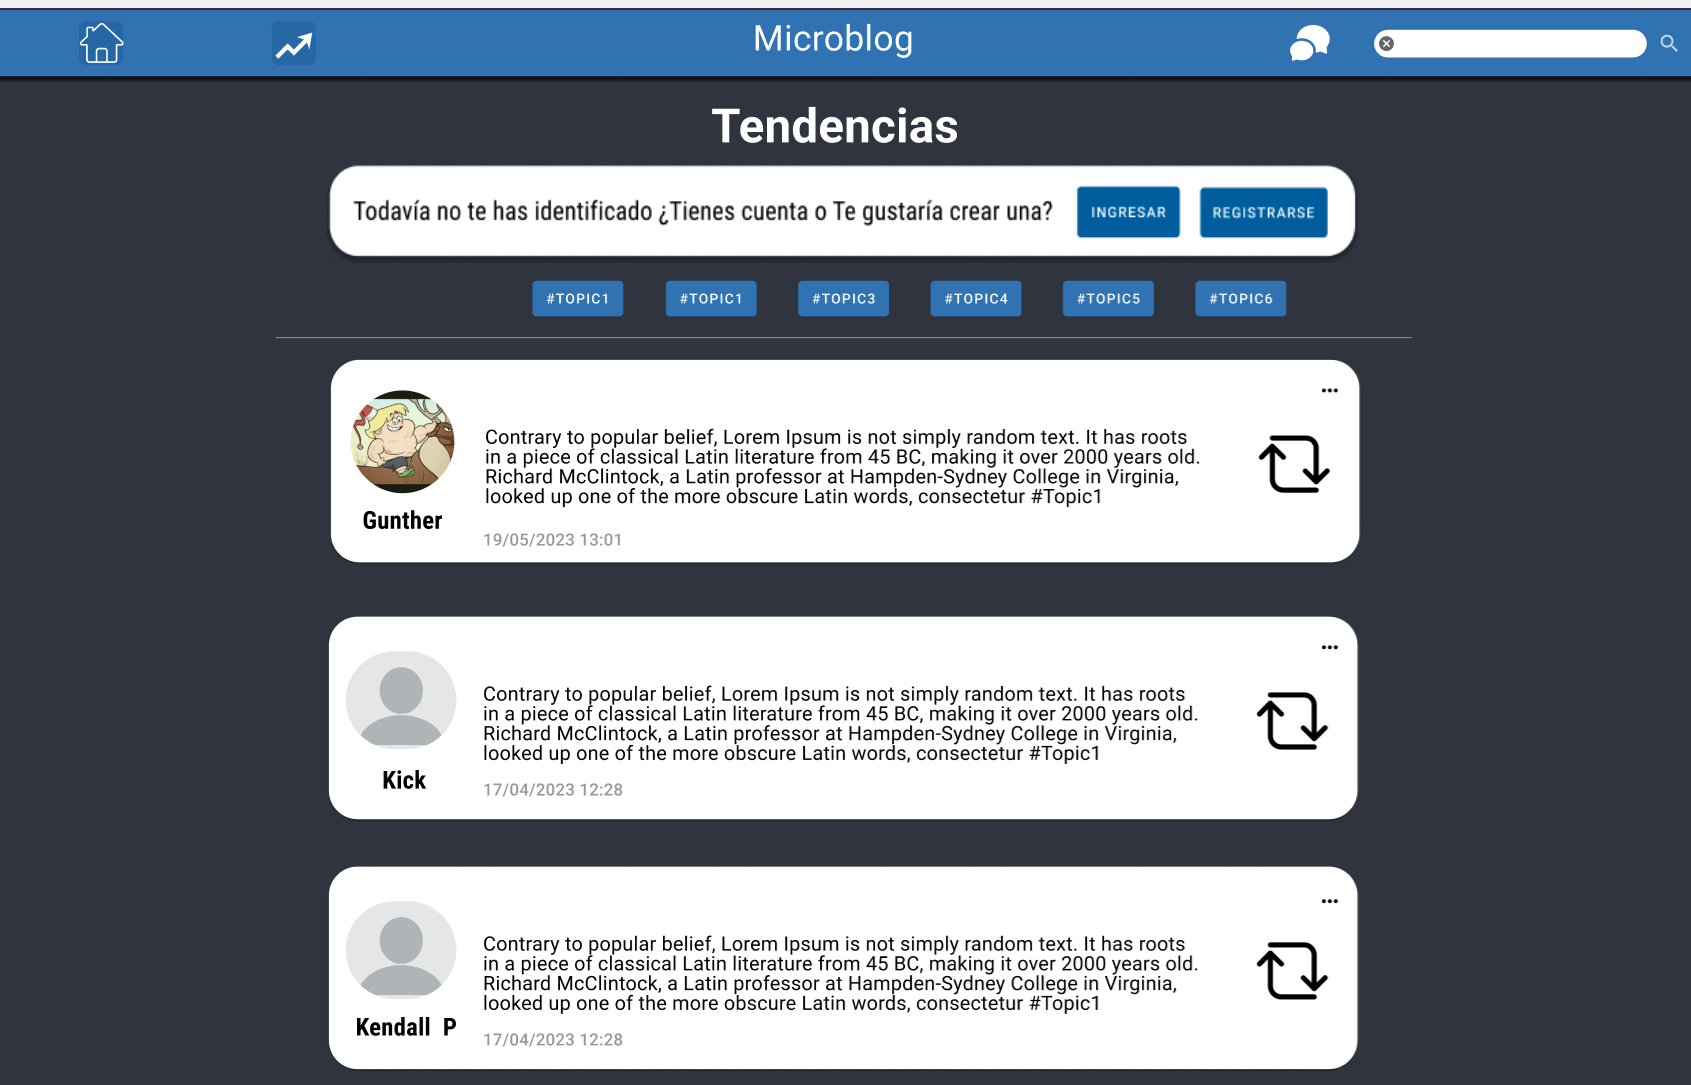 Microblog
Tendencias
Todavía no te has identificado ¿Tienes cuenta o Te gustaría crear una?
INGRESAR
REGISTRARSE
#TOPIC1
#TOPIC1
#TOPIC3
#TOPIC4
#TOPIC5
#TOPIC6
Contrary to popular belief, Lorem Ipsum is not simply random text. It has roots
in a piece of classical Latin literature from 45 BC, making it over 2000 years old.
Richard McClintock, a Latin professor at Hampden-Sydney College in Virginia,
looked up one of the more obscure Latin words, consectetur #Topic1
Gunther
19/05/2023 13:01
Contrary to popular belief, Lorem Ipsum is not simply random text. It has roots
in a piece of classical Latin literature from 45 BC, making it over 2000 years old.
Richard McClintock, a Latin professor at Hampden-Sydney College in Virginia,
looked up one of the more obscure Latin words, consectetur #Topic1
Kick
17/04/2023 12:28
Contrary to popular belief, Lorem Ipsum is not simply random text. It has roots
in a piece of classical Latin literature from 45 BC, making it over 2000 years old.
Richard McClintock, a Latin professor at Hampden-Sydney College in Virginia,
looked up one of the more obscure Latin words, consectetur #Topic1
Kendall P
17/04/2023 12:28